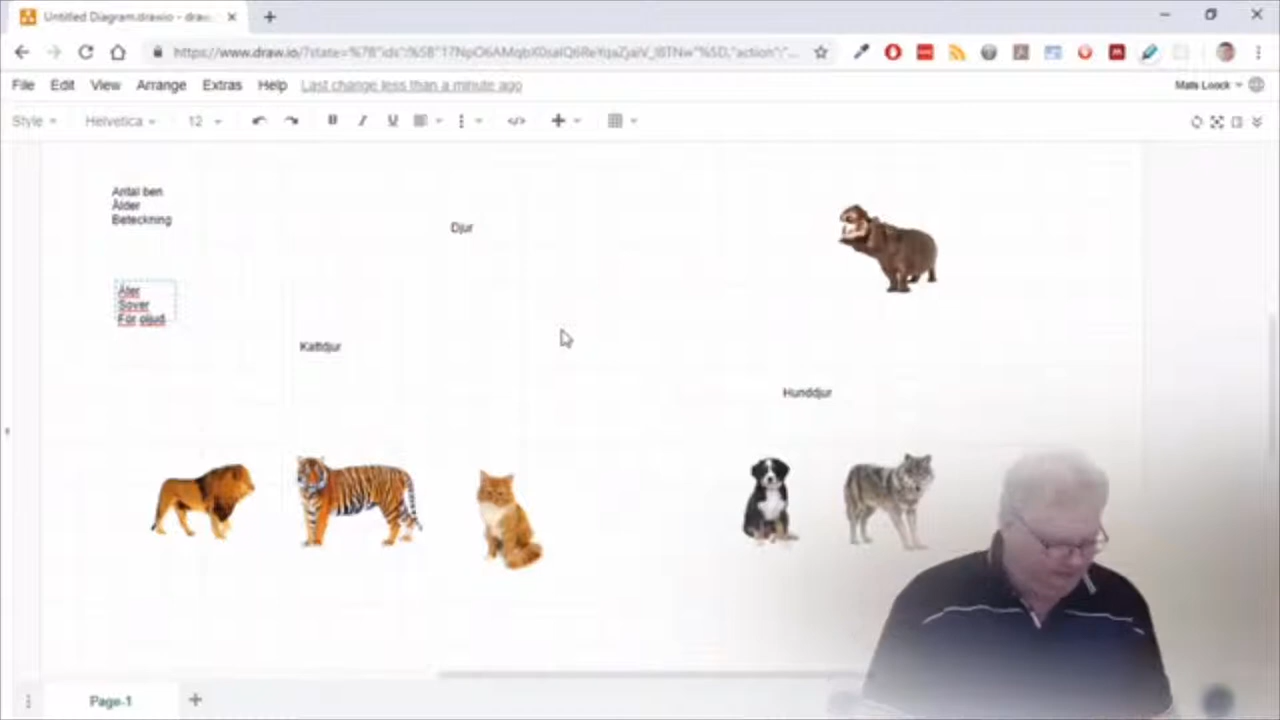 Untitled Diagram.drawio - draw.
File Edit View Arrange Extras Help Last change less than a minute ago
Mats Loock
Style Helvetica 12 B I U
Antal ben
Ålder
Beteckning
Djur
Äter
Sover
För oljud
Kattdjur
Hunddjur
Page-1